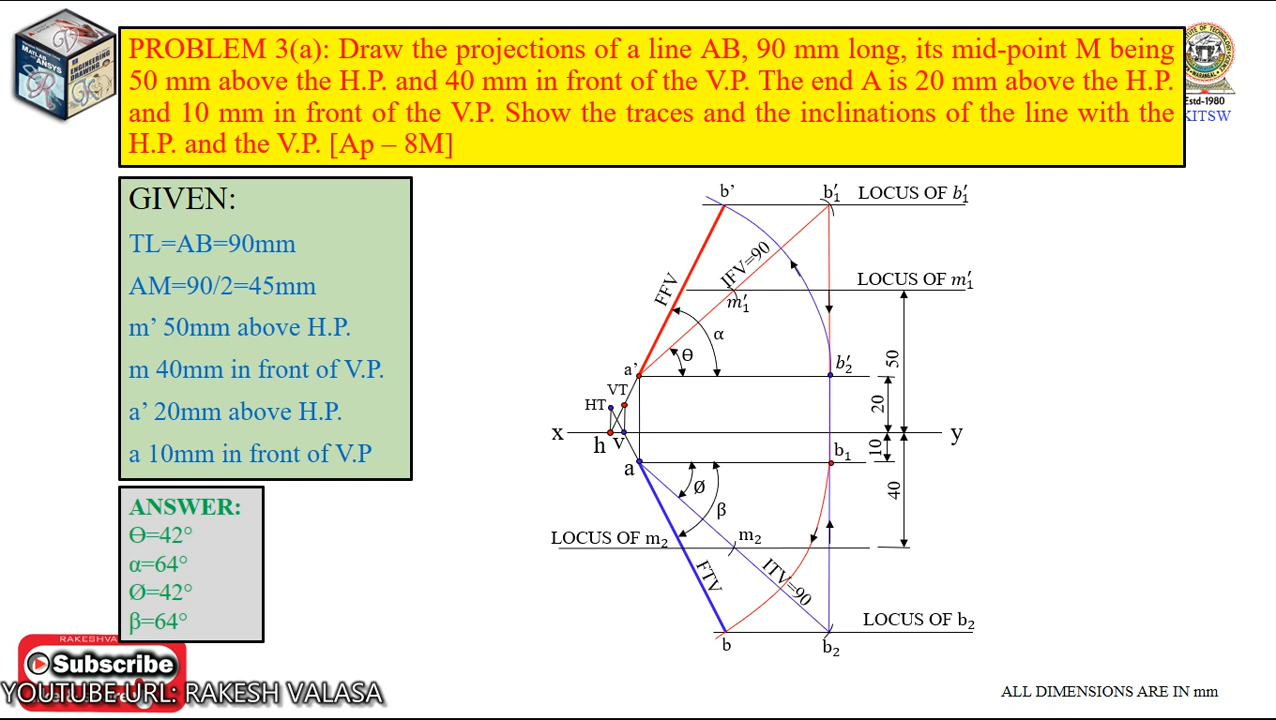 PROBLEM 3(a): Draw the projections of a line AB, 90 mm long, its mid-point M being
50 mm above the H.P. and 40 mm in front of the V.P. The end A is 20 mm above the H.P.
and 10 mm in front of the V.P. Show the traces and the inclinations of the line with the
H.P. and the V.P. [Ap – 8M]
Estd-1980
KITSW
GIVEN:
TL=AB=90mm
AM=90/2=45mm
m’ 50mm above H.P.
m 40mm in front of V.P.
a’ 20mm above H.P.
a 10mm in front of V.P
ANSWER:
Ɵ=42°
α=64°
Ø=42°
β=64°
b’
b₁′
LOCUS OF b₁′
IFV=90
FFV
LOCUS OF m₁′
m₁′
α
Ɵ
a’
b₂′
50
VT
HT
20
x
h
v
y
a
b₁
10
Ø
β
40
LOCUS OF m₂
m₂
FTV
ITV=90
LOCUS OF b₂
b
b₂
RAKESHVA
Subscribe
YOUTUBE URL: RAKESH VALASA
ALL DIMENSIONS ARE IN mm